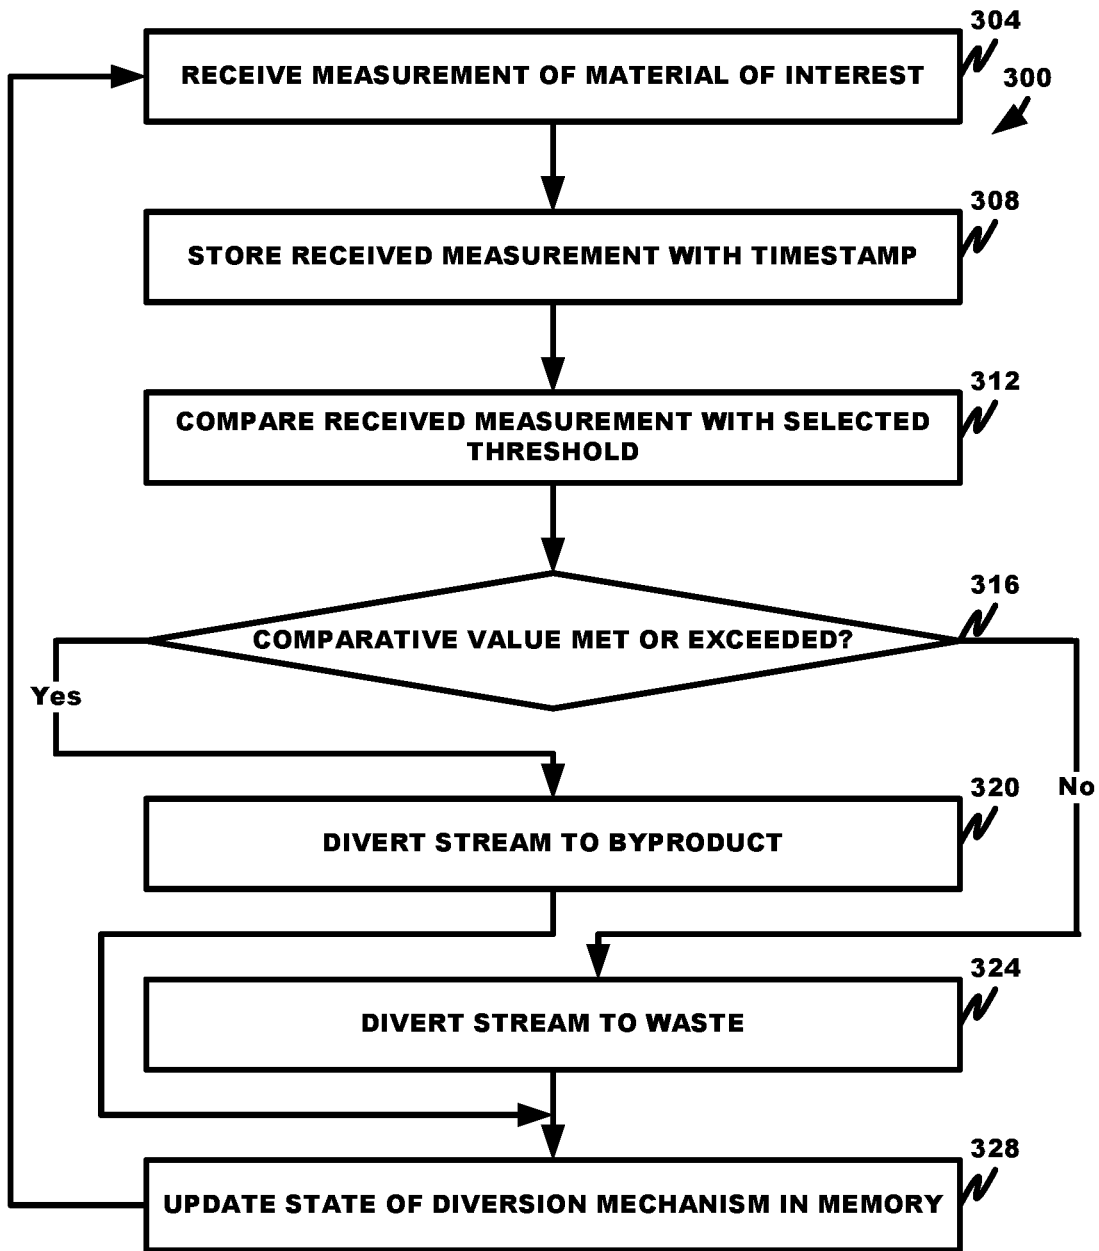 304
RECEIVE MEASUREMENT OF MATERIAL OF INTEREST
300
308
STORE RECEIVED MEASUREMENT WITH TIMESTAMP
312
COMPARE RECEIVED MEASUREMENT WITH SELECTED
THRESHOLD
316
COMPARATIVE VALUE MET OR EXCEEDED?
Yes
No
320
DIVERT STREAM TO BYPRODUCT
324
DIVERT STREAM TO WASTE
328
UPDATE STATE OF DIVERSION MECHANISM IN MEMORY